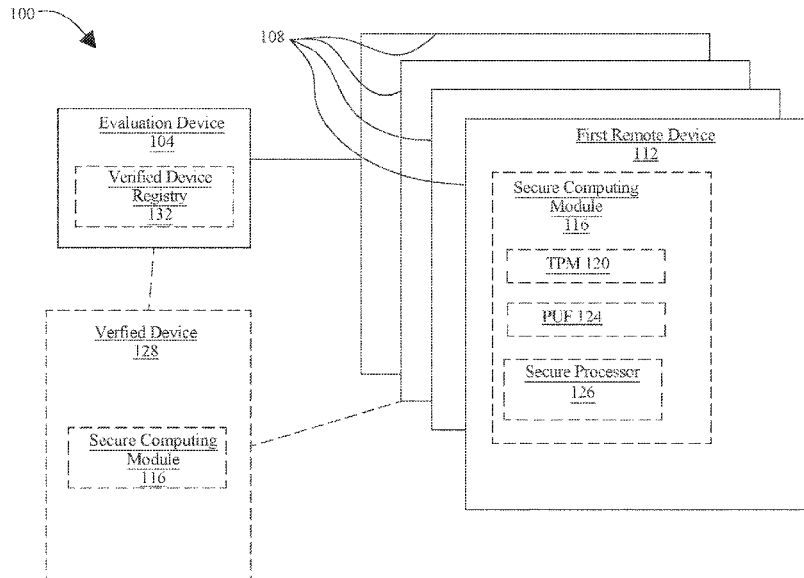 100
108
Evaluation Device
104
Verified Device
Registry
132
First Remote Device
112
Secure Computing
Module
116
TPM 120
PUF 124
Secure Processor
126
Verfied Device
128
Secure Computing
Module
116